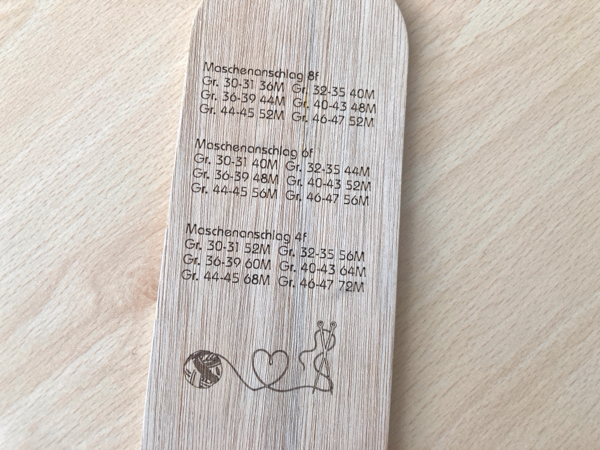 Maschenanschlag 8f
Gr. 30-31 36M Gr. 32-35 40M
Gr. 36-39 44M Gr. 40-43 48M
Gr. 44-45 52M Gr. 46-47 52M
Maschenanschlag 6f
Gr. 30-31 40M Gr. 32-35 44M
Gr. 36-39 48M Gr. 40-43 52M
Gr. 44-45 56M Gr. 46-47 56M
Maschenanschlag 4f
Gr. 30-31 52M Gr. 32-35 56M
Gr. 36-39 60M Gr. 40-43 64M
Gr. 44-45 68M Gr. 46-47 72M